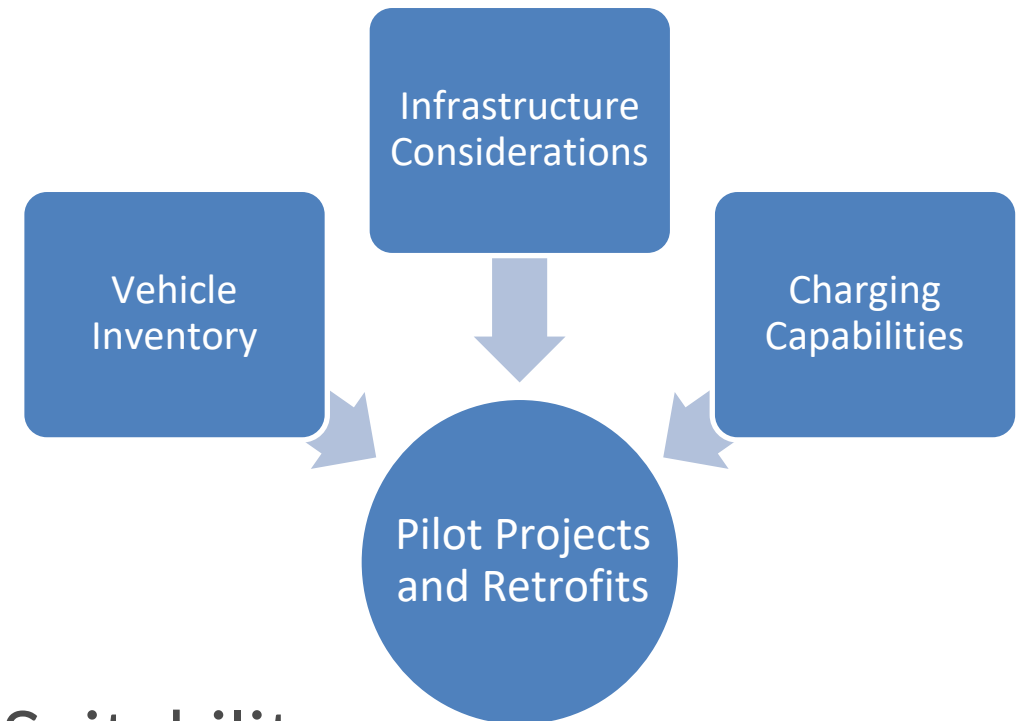 Infrastructure
Considerations
Vehicle
Inventory
Charging
Capabilities
Pilot Projects
and Retrofits